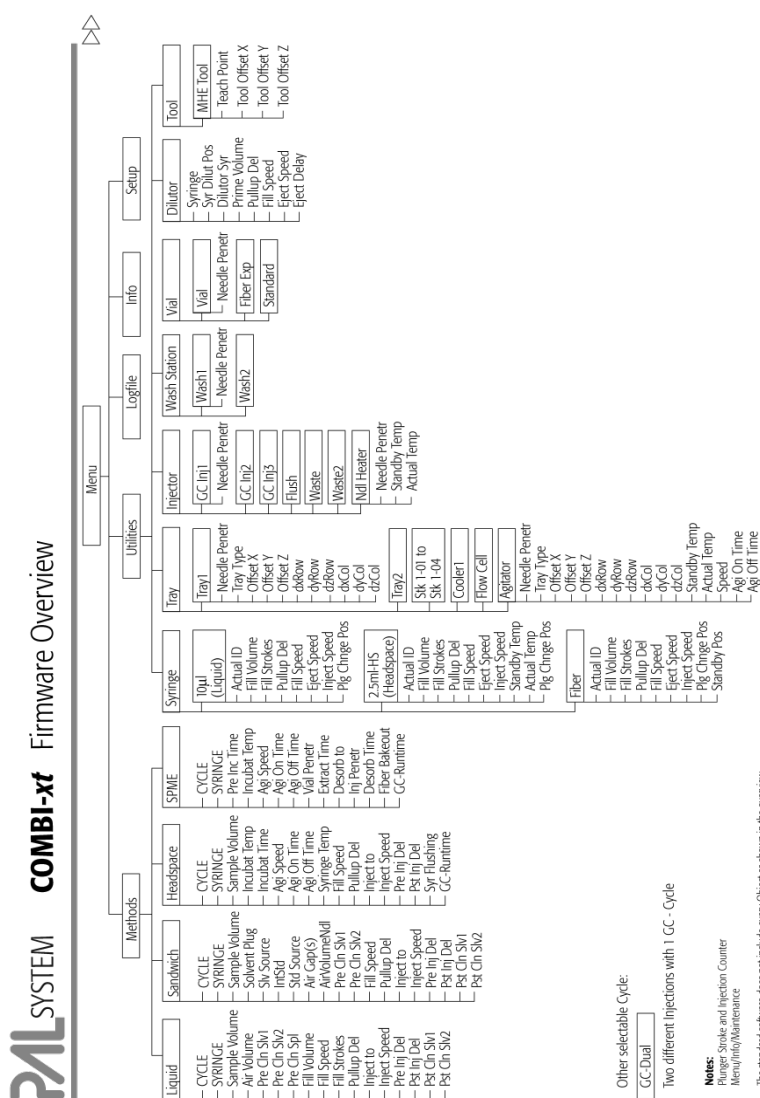 PAL SYSTEM COMBI-xt Firmware Overview
Menu
Methods
Utilities
Logfile
Info
Setup
Liquid
CYCLE
SYRINGE
Sample Volume
Air Volume
Pre Cln Slv1
Pre Cln Slv2
Pre Cln Spl
Fill Volume
Fill Speed
Fill Strokes
Pullup Del
Inject to
Inject Speed
Pre Inj Del
Pst Inj Del
Pst Cln Slv1
Pst Cln Slv2
Sandwich
CYCLE
SYRINGE
Sample Volume
Solvent Plug
Slv Source
IntStd
Std Source
Air Gap(s)
AirVolumeNdl
Pre Cln Slv1
Pre Cln Slv2
Fill Speed
Pullup Del
Inject to
Inject Speed
Pre Inj Del
Pst Inj Del
Pst Cln Slv1
Pst Cln Slv2
Headspace
CYCLE
SYRINGE
Sample Volume
Incubat Temp
Incubat Time
Agi Speed
Agi On Time
Agi Off Time
Syringe Temp
Fill Speed
Pullup Del
Inject to
Inject Speed
Pre Inj Del
Pst Inj Del
Syr Flushing
GC-Runtime
SPME
CYCLE
SYRINGE
Pre Inc Time
Incubat Temp
Agi Speed
Agi On Time
Agi Off Time
Vial Penetr
Extract Time
Desorb to
Inj Penetr
Desorb Time
Fiber Bakeout
GC-Runtime
Syringe
10µl
(Liquid)
Actual ID
Fill Volume
Fill Strokes
Pullup Del
Fill Speed
Eject Speed
Inject Speed
Plg Chnge Pos
2.5ml-HS
(Headspace)
Actual ID
Fill Volume
Fill Strokes
Pullup Del
Fill Speed
Eject Speed
Inject Speed
Standby Temp
Actual Temp
Plg Chnge Pos
Fiber
Actual ID
Fill Volume
Fill Strokes
Pullup Del
Fill Speed
Eject Speed
Inject Speed
Plg Chnge Pos
Standby Pos
Tray
Tray1
Needle Penetr
Tray Type
Offset X
Offset Y
Offset Z
dxRow
dyRow
dzRow
dxCol
dyCol
dzCol
Tray2
Stk 1-01 to
Stk 1-04
Cooler1
Flow Cell
Agitator
Needle Penetr
Tray Type
Offset X
Offset Y
Offset Z
dxRow
dyRow
dzRow
dxCol
dyCol
dzCol
Standby Temp
Actual Temp
Speed
Agi On Time
Agi Off Time
Injector
GC Inj1
Needle Penetr
GC Inj2
GC Inj3
Flush
Waste
Waste2
Ndl Heater
Needle Penetr
Standby Temp
Actual Temp
Wash Station
Wash1
Needle Penetr
Wash2
Vial
Vial
Needle Penetr
Fiber Exp
Standard
Dilutor
Syringe
Syr Dilut Pos
Dilutor Syr
Prime Volume
Pullup Del
Fill Speed
Eject Speed
Eject Delay
Tool
MHE Tool
Teach Point
Tool Offset X
Tool Offset Y
Tool Offset Z
Other selectable Cycle:
GC-Dual
Two different Injections with 1 GC - Cycle
Notes:
Plunger Stroke and Injection Counter
Menu/Info/Maintenance